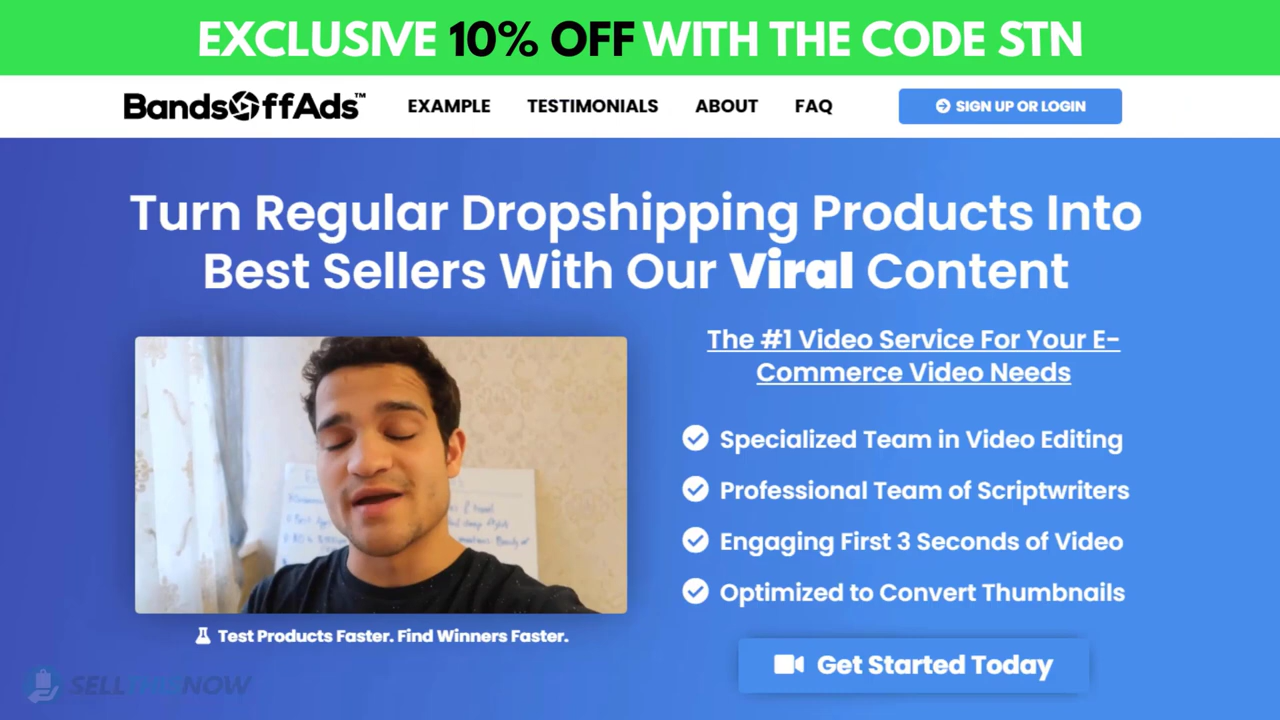 EXCLUSIVE 10% OFF WITH THE CODE STN
BandsOffAds™
EXAMPLE
TESTIMONIALS
ABOUT
FAQ
SIGN UP OR LOGIN
Turn Regular Dropshipping Products Into
Best Sellers With Our Viral Content
The #1 Video Service For Your E-
Commerce Video Needs
Specialized Team in Video Editing
Professional Team of Scriptwriters
Engaging First 3 Seconds of Video
Optimized to Convert Thumbnails
Test Products Faster. Find Winners Faster.
Get Started Today
SELLTHISNOW